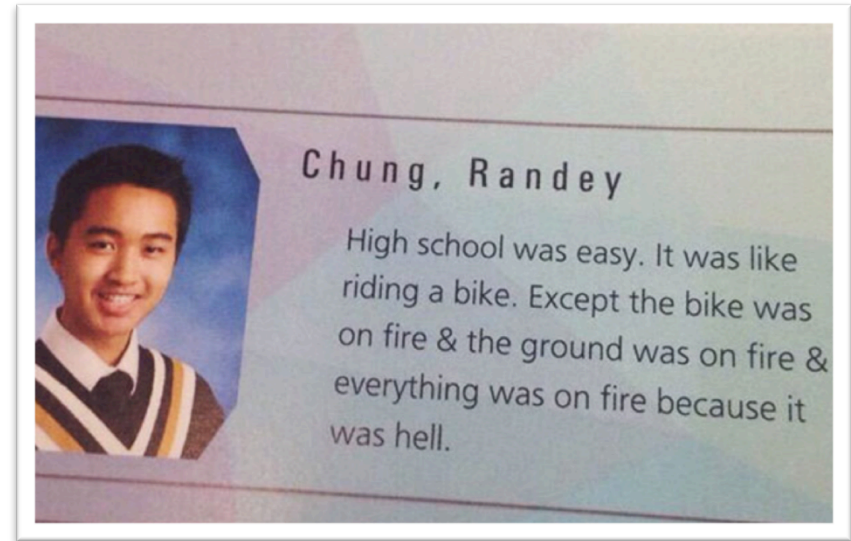 Chung, Randey
High school was easy. It was like
riding a bike. Except the bike was
on fire & the ground was on fire &
everything was on fire because it
was hell.